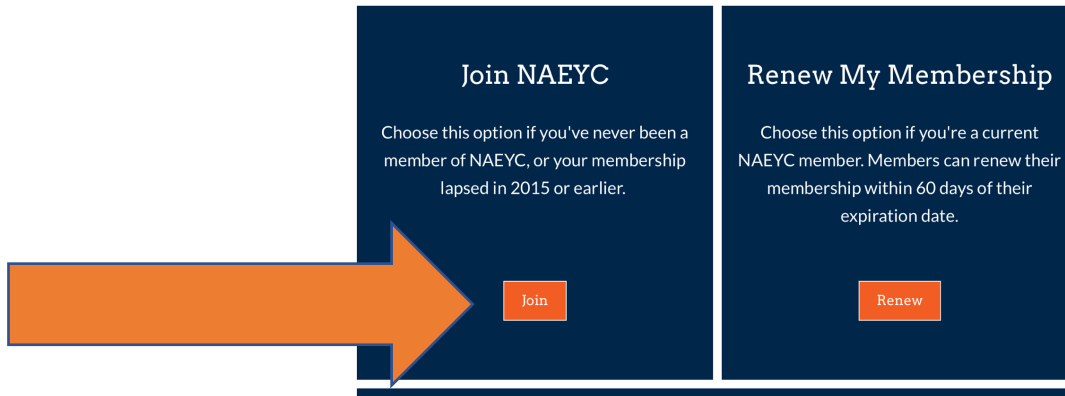 Join NAEYC
Choose this option if you've never been a
member of NAEYC, or your membership
lapsed in 2015 or earlier.
Join
Renew My Membership
Choose this option if you're a current
NAEYC member. Members can renew their
membership within 60 days of their
expiration date.
Renew